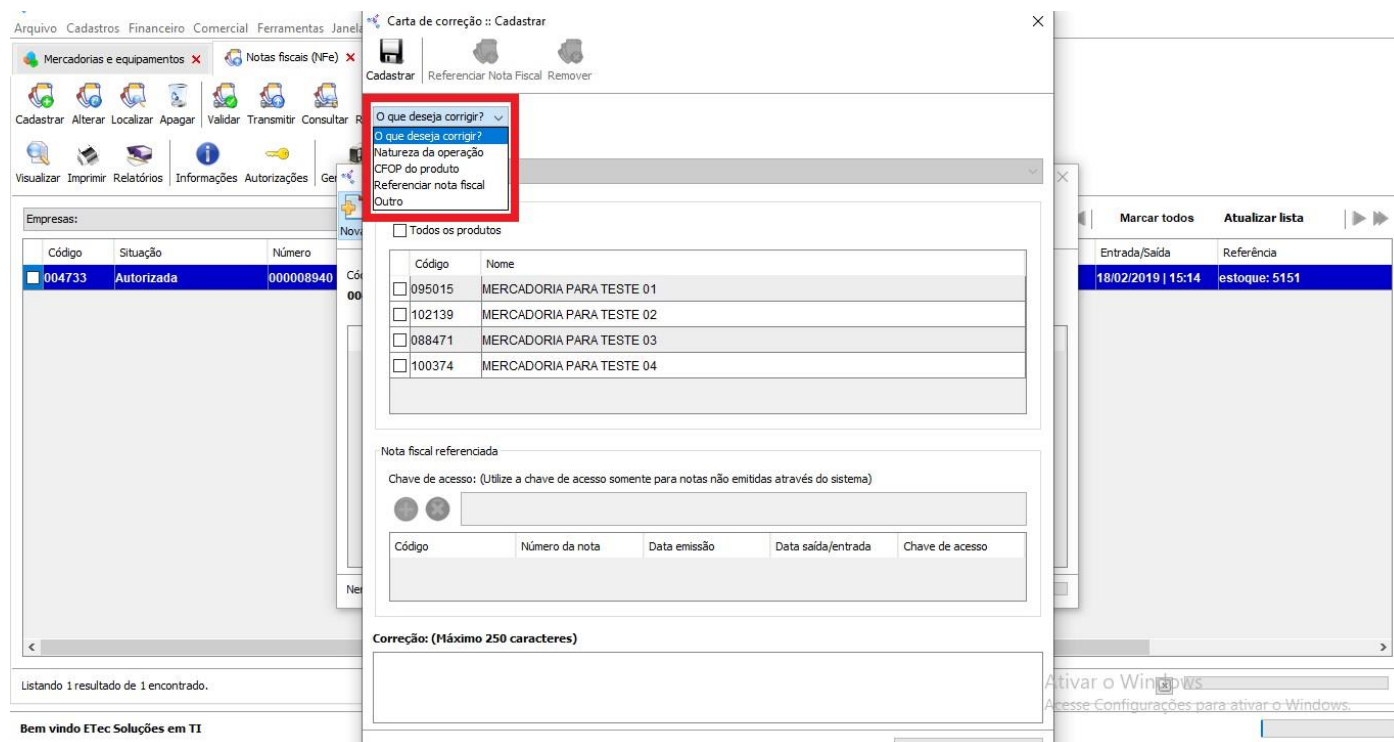 Carta de correção :: Cadastrar
Arquivo Cadastros Financeiro Comercial Ferramentas Janela
Mercadorias e equipamentos
Notas fiscais (NFe)
Cadastrar Referenciar Nota Fiscal Remover
Cadastrar Alterar Localizar Apagar Validar Transmitir Consultar
O que deseja corrigir?
O que deseja corrigir?
Natureza da operação
CFOP do produto
Referenciar nota fiscal
Outro
Visualizar Imprimir Relatórios Informações Autorizações
Empresas:
Marcar todos Atualizar lista
Todos os produtos
Código Situação Número
Entrada/Saída Referência
004733 Autorizada 000008940
18/02/2019 | 15:14 estoque: 5151
Código Nome
095015 MERCADORIA PARA TESTE 01
102139 MERCADORIA PARA TESTE 02
088471 MERCADORIA PARA TESTE 03
100374 MERCADORIA PARA TESTE 04
Nota fiscal referenciada
Chave de acesso: (Utilize a chave de acesso somente para notas não emitidas através do sistema)
Código Número da nota Data emissão Data saída/entrada Chave de acesso
Correção: (Máximo 250 caracteres)
Listando 1 resultado de 1 encontrado.
Ativar o Windows
Acesse Configurações para ativar o Windows.
Bem vindo ETec Soluções em TI